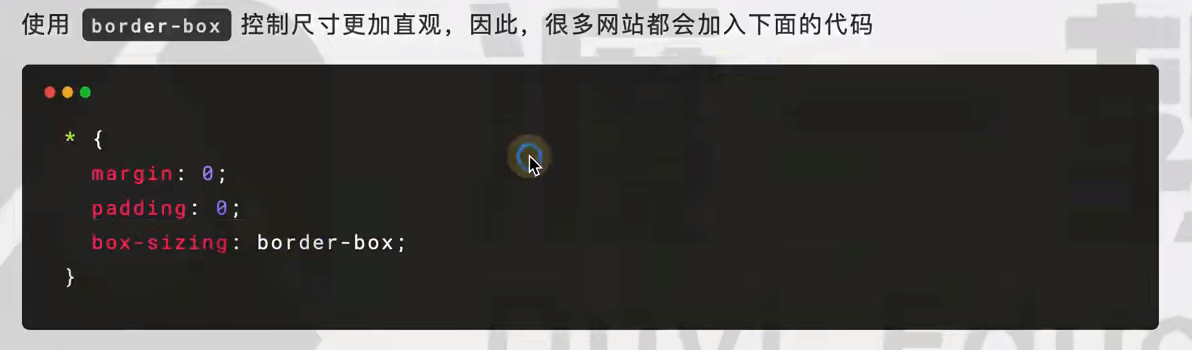 使用 border-box 控制尺寸更加直观，因此，很多网站都会加入下面的代码
* {
margin: 0;
padding: 0;
box-sizing: border-box;
}